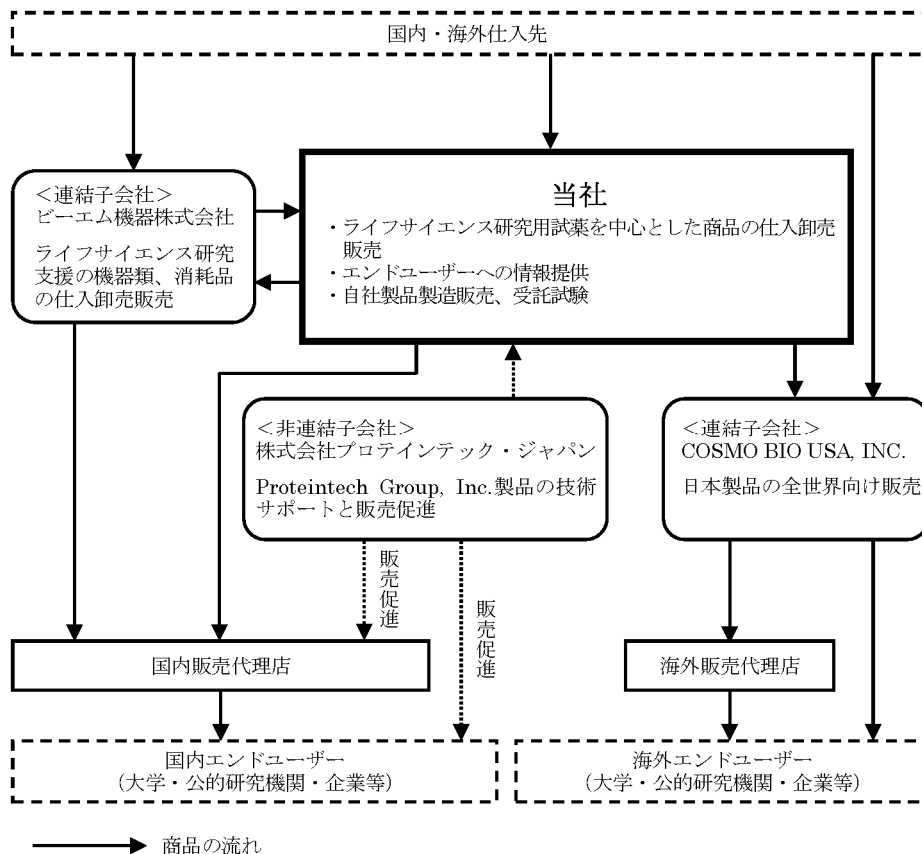 国内・海外仕入先
<連結子会社>
ビーエム機器株式会社
ライフサイエンス研究
支援の機器類、消耗品
の仕入卸売販売
当社
・ライフサイエンス研究用試薬を中心とした商品の仕入卸売
販売
・エンドユーザーへの情報提供
・自社製品製造販売、受託試験
<非連結子会社>
株式会社プロテインテック・ジャパン
Proteintech Group, Inc.製品の技術
サポートと販売促進
<連結子会社>
COSMO BIO USA, INC.
日本製品の全世界向け販売
販売促進
販売促進
国内販売代理店
海外販売代理店
国内エンドユーザー
(大学・公的研究機関・企業等)
海外エンドユーザー
(大学・公的研究機関・企業等)
商品の流れ